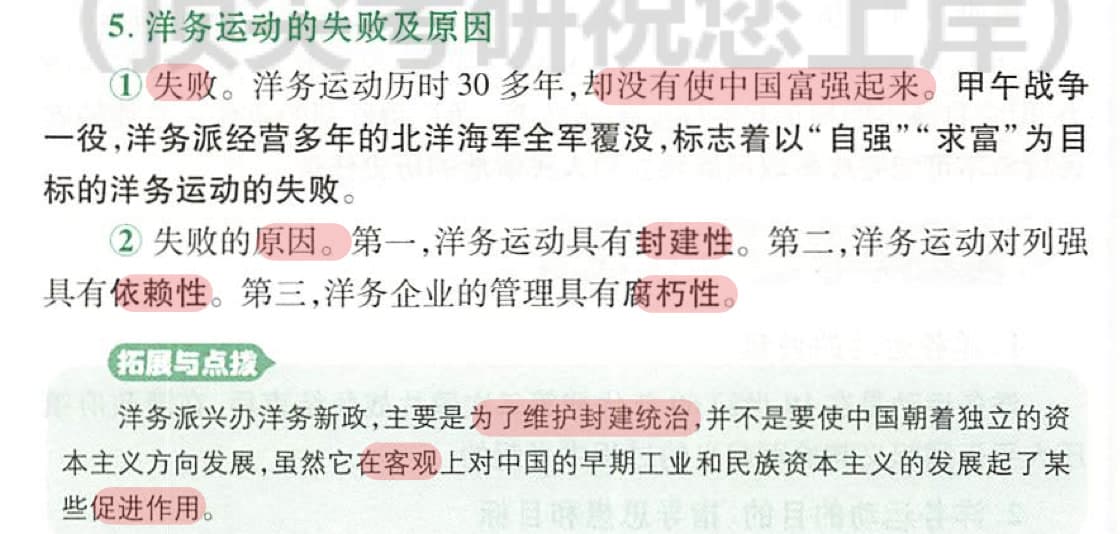 (顶尖考研祝您上岸)
5. 洋务运动的失败及原因
① 失败。洋务运动历时 30 多年,却没有使中国富强起来。甲午战争
一役,洋务派经营多年的北洋海军全军覆没,标志着以“自强”“求富”为目
标的洋务运动的失败。
② 失败的原因。第一,洋务运动具有封建性。第二,洋务运动对列强
具有依赖性。第三,洋务企业的管理具有腐朽性。
拓展与点拨
洋务派兴办洋务新政,主要是为了维护封建统治,并不是要使中国朝着独立的资
本主义方向发展,虽然它在客观上对中国的早期工业和民族资本主义的发展起了某
些促进作用。